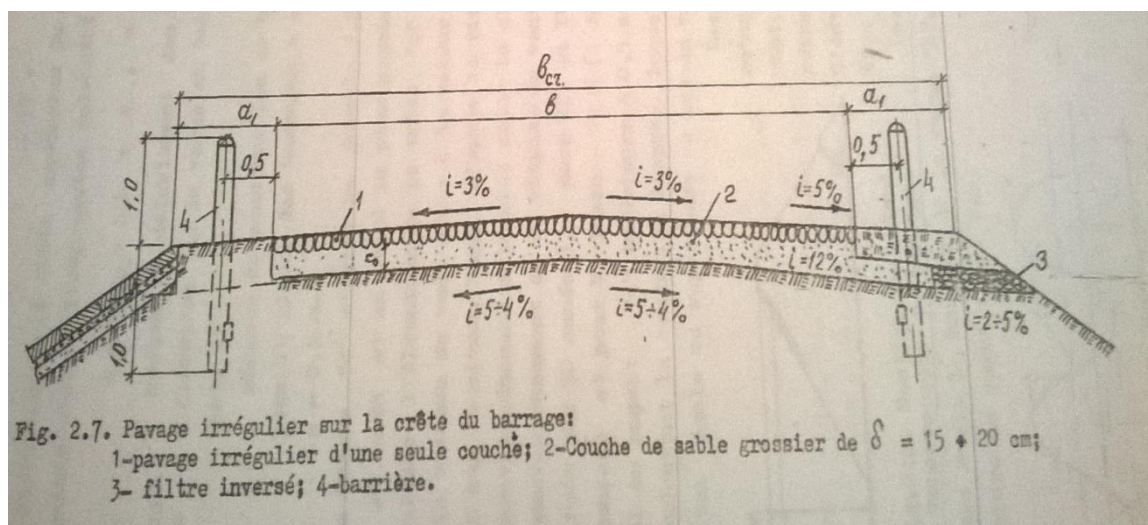 вст.
a₁ в a₁
1,0 0,5 0,5
4 1 i=3% i=3% 2 i=5% 4
i=12% 3
i=5÷4% i=5÷4% i=2÷5%
1,0
Fig. 2.7. Pavage irrégulier sur la crête du barrage:
1-pavage irrégulier d'une seule couche; 2-Couche de sable grossier de δ = 15 ÷ 20 cm;
3- filtre inversé; 4-barrière.